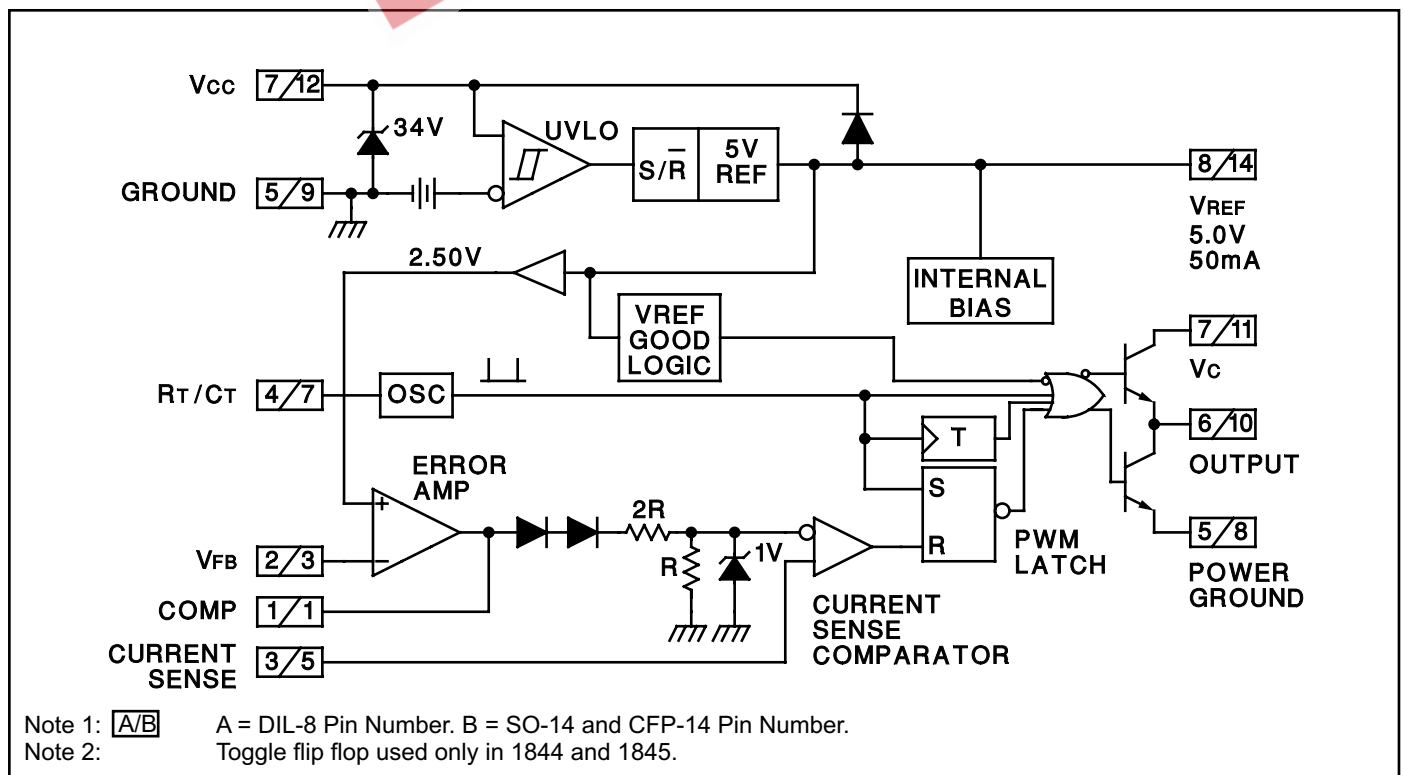 VCC 7/12
34V
UVLO
S/R̅
5V
REF
GROUND 5/9
8/14
VREF
5.0V
50mA
2.50V
INTERNAL
BIAS
VREF
GOOD
LOGIC
7/11
VC
RT/CT 4/7
OSC
T
6/10
OUTPUT
ERROR
AMP
+
−
S
R
2R
R
1V
PWM
LATCH
VFB 2/3
5/8
POWER
GROUND
COMP 1/1
CURRENT
SENSE
COMPARATOR
CURRENT
SENSE
3/5
Note 1: A/B A = DIL-8 Pin Number. B = SO-14 and CFP-14 Pin Number.
Note 2: Toggle flip flop used only in 1844 and 1845.